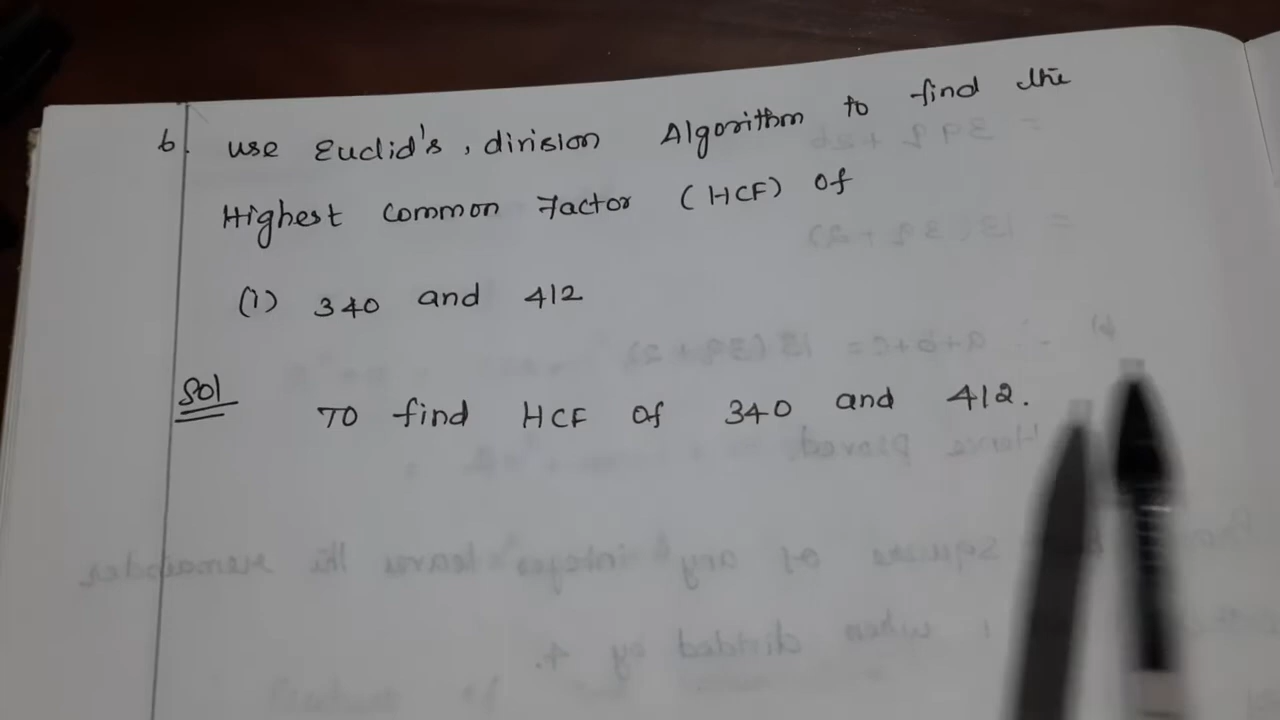 6. use Euclid's, division Algorithm to find the
Highest common Factor (HCF) of
(i) 340 and 412
Sol
To find HCF of 340 and 412.